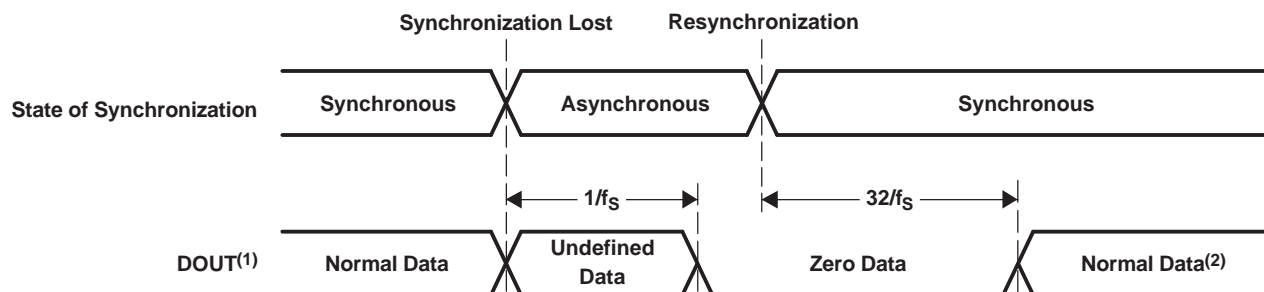 Synchronization Lost
Resynchronization
State of Synchronization
Synchronous
Asynchronous
Synchronous
1/fS
32/fS
DOUT(1)
Normal Data
Undefined
Data
Zero Data
Normal Data(2)